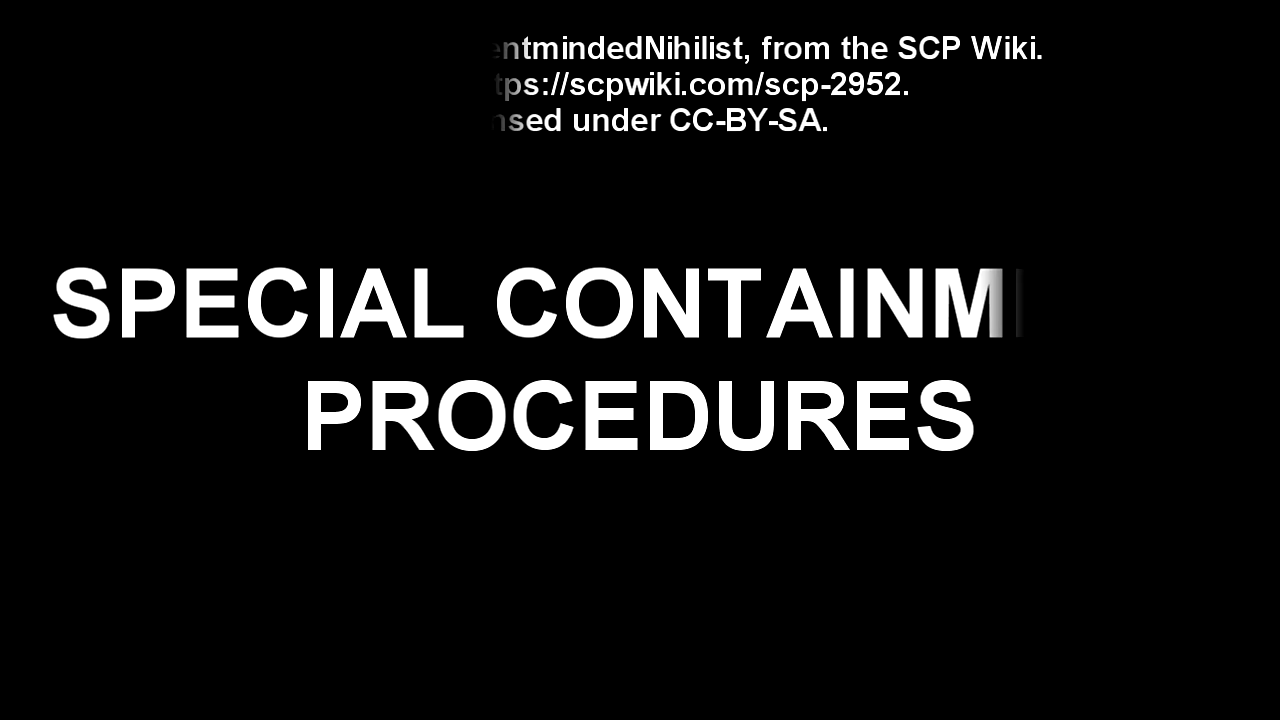 entmindedNihilist, from the SCP Wiki.
tps://scpwiki.com/scp-2952.
nsed under CC-BY-SA.
SPECIAL CONTAINM
PROCEDURES